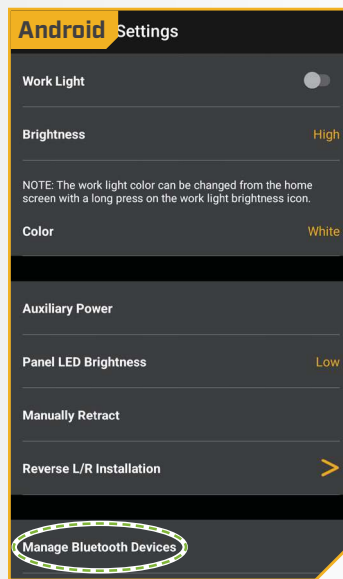 Android Settings
Work Light
Brightness High
NOTE: The work light color can be changed from the home
screen with a long press on the work light brightness icon.
Color White
Auxiliary Power
Panel LED Brightness Low
Manually Retract
Reverse L/R Installation >
Manage Bluetooth Devices